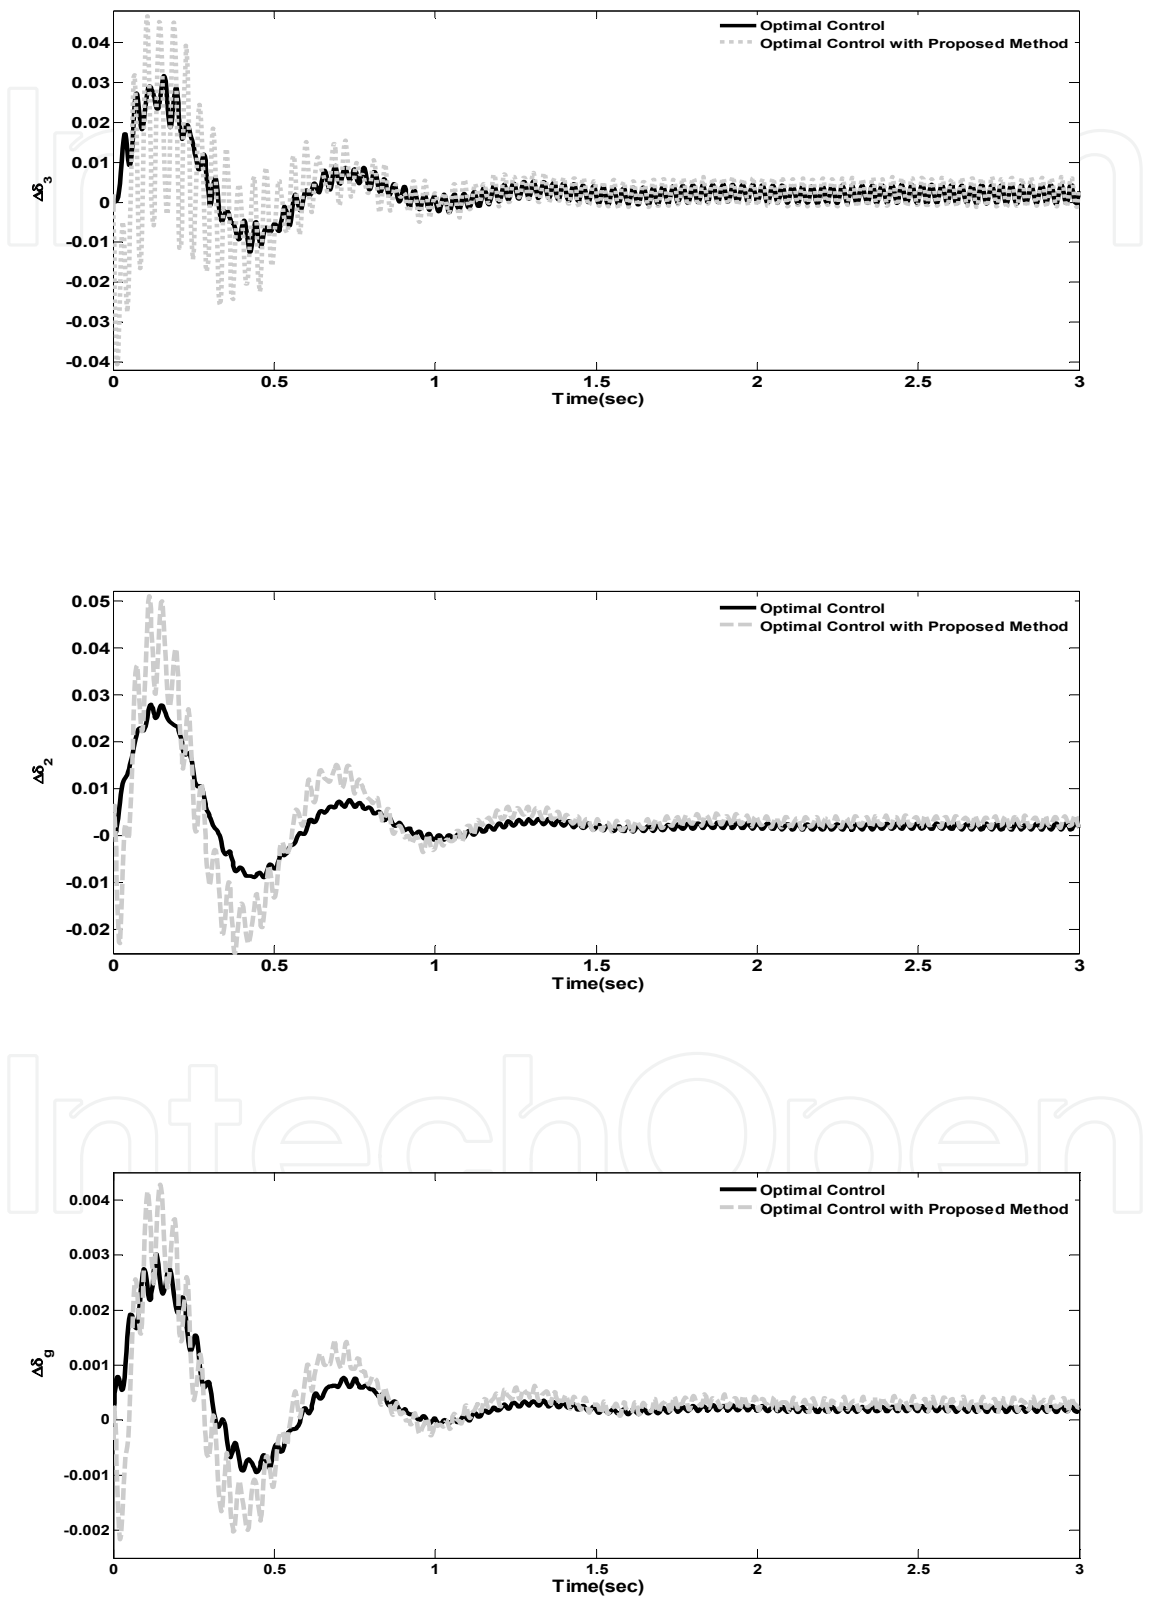 Optimal Control
Optimal Control with Proposed Method
0.04
0.03
0.02
0.01
0
-0.01
-0.02
-0.03
-0.04
Δδ3
0 0.5 1 1.5 2 2.5 3
Time(sec)
Optimal Control
Optimal Control with Proposed Method
0.05
0.04
0.03
0.02
0.01
-0
-0.01
-0.02
Δδ2
0 0.5 1 1.5 2 2.5 3
Time(sec)
IntechOpen
Optimal Control
Optimal Control with Proposed Method
0.004
0.003
0.002
0.001
0
-0.001
-0.002
Δδg
0 0.5 1 1.5 2 2.5 3
Time(sec)